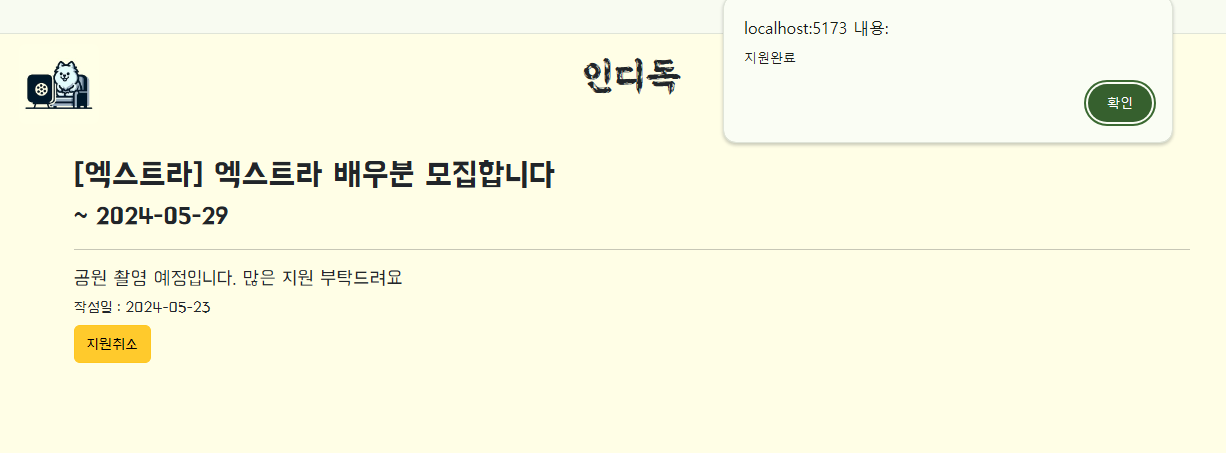 localhost:5173 내용:
지원완료
확인
인디독
[엑스트라] 엑스트라 배우분 모집합니다
~ 2024-05-29
공원 촬영 예정입니다. 많은 지원 부탁드려요
작성일 : 2024-05-23
지원취소